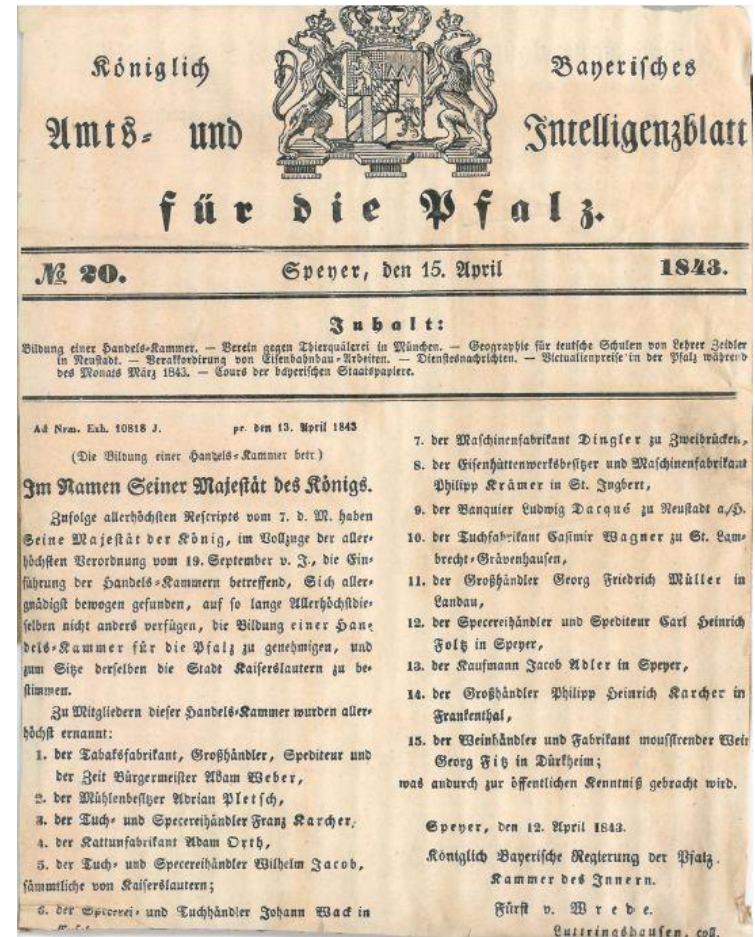 Königlich
Bayerisches
Amts- und
Intelligenzblatt
für die Pfalz.
№ 20.
Speyer, den 15. April
1843.
Inhalt:
Bildung einer Handels-Kammer. — Verein gegen Thierquälerei in München. — Geographie für teutsche Schulen von Lehrer Zeidler
in Neustadt. — Verakkordirung von Eisenbahnbau-Arbeiten. — Dienstesnachrichten. — Victualienpreise in der Pfalz während
des Monats März 1843. — Cours der bayerischen Staatspapiere.
Ad Nrm. Exh. 10818 J. pr. den 13. April 1843
(Die Bildung einer Handels-Kammer betr.)
Im Namen Seiner Majestät des Königs.
Zufolge allerhöchsten Rescripts vom 7. d. M. haben
Seine Majestät der König, im Vollzuge der aller-
höchsten Verordnung vom 19. September v. J., die Ein-
führung der Handels-Kammern betreffend, Sich aller-
gnädigst bewogen gefunden, auf so lange Allerhöchstdie-
selben nicht anders verfügen, die Bildung einer Han-
dels-Kammer für die Pfalz zu genehmigen, und
zum Sitze derselben die Stadt Kaiserslautern zu be-
stimmen.
Zu Mitgliedern dieser Handels-Kammer wurden aller-
höchst ernannt:
1. der Tabaksfabrikant, Großhändler, Spediteur und
der Zeit Bürgermeister Adam Weber,
2. der Mühlenbesitzer Adrian Pletsch,
3. der Tuch- und Specereihändler Franz Karcher,
4. der Kattunfabrikant Adam Orth,
5. der Tuch- und Specereihändler Wilhelm Jacob,
sämmtliche von Kaiserslautern;
6. der Specerei- und Tuchhändler Johann Wack in
7. der Maschinenfabrikant Dingler zu Zweibrücken,
8. der Eisenhüttenwerksbesitzer und Maschinenfabrikant
Philipp Krämer in St. Ingbert,
9. der Banquier Ludwig Dacqué zu Neustadt a/H.
10. der Tuchfabrikant Casimir Wagner zu St. Lam-
brecht-Grävenhausen,
11. der Großhändler Georg Friedrich Müller in
Landau,
12. der Specereihändler und Spediteur Carl Heinrich
Foltz in Speyer,
13. der Kaufmann Jacob Adler in Speyer,
14. der Großhändler Philipp Heinrich Karcher in
Frankenthal,
15. der Weinhändler und Fabrikant moussirender Wein
Georg Fitz in Dürkheim;
was andurch zur öffentlichen Kenntniß gebracht wird.
Speyer, den 12. April 1843.
Königlich Bayerische Regierung der Pfalz.
Kammer des Innern.
Fürst v. Wrede.
Luttringshausen, coll.